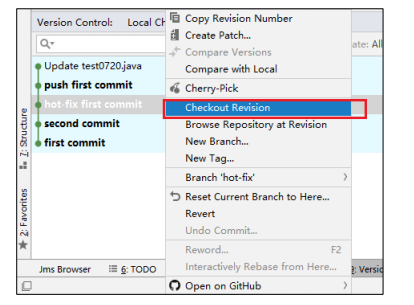 Version Control: Local Ch
ate: All
Update test0720.java
push first commit
hot-fix first commit
second commit
first commit
Z: Structure
2: Favorites
Copy Revision Number
Create Patch...
Compare Versions
Compare with Local
Cherry-Pick
Checkout Revision
Browse Repository at Revision
New Branch...
New Tag...
Branch 'hot-fix'
Reset Current Branch to Here...
Revert
Undo Commit...
Reword... F2
Interactively Rebase from Here...
Open on GitHub
Jms Browser 6: TODO
9: Versio